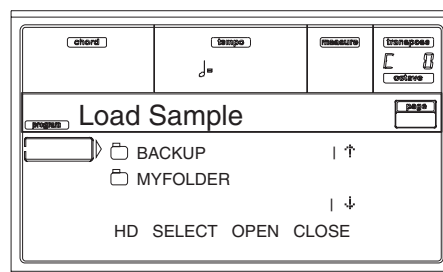 chord tempo measure transpose
♩=
C 0
octave
program Load Sample page
BACKUP | ↑
MYFOLDER
| ↓
HD SELECT OPEN CLOSE